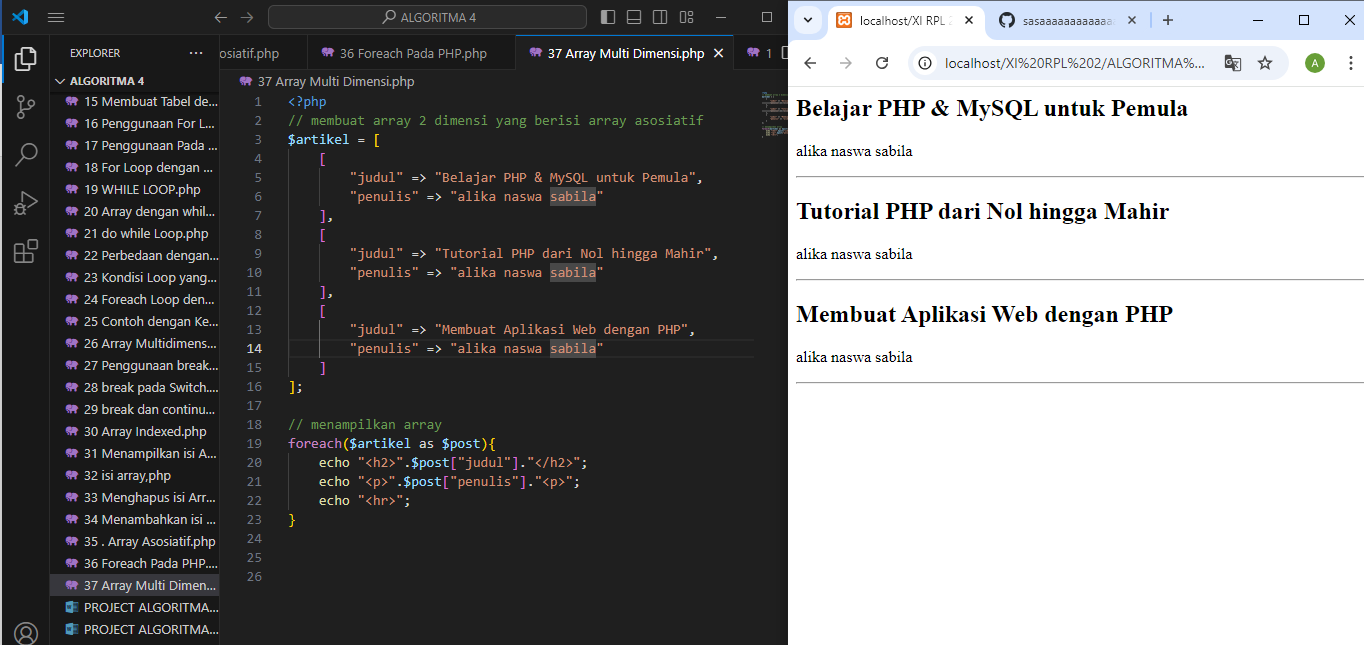 ALGORITMA 4
EXPLORER
ALGORITMA 4
15 Membuat Tabel de...
16 Penggunaan For L...
17 Penggunaan Pada ...
18 For Loop dengan ...
19 WHILE LOOP.php
20 Array dengan whil...
21 do while Loop.php
22 Perbedaan dengan...
23 Kondisi Loop yang...
24 Foreach Loop den...
25 Contoh dengan Ke...
26 Array Multidimens...
27 Penggunaan break...
28 break pada Switch....
29 break dan continu...
30 Array Indexed.php
31 Menampilkan isi A...
32 isi array,php
33 Menghapus isi Arr...
34 Menambahkan isi ...
35 . Array Asosiatif.php
36 Foreach Pada PHP....
37 Array Multi Dimen...
PROJECT ALGORITMA...
PROJECT ALGORITMA...
osiatif.php
36 Foreach Pada PHP.php
37 Array Multi Dimensi.php
1
37 Array Multi Dimensi.php
1 <?php
2 // membuat array 2 dimensi yang berisi array asosiatif
3 $artikel = [
4 [
5 "judul" => "Belajar PHP & MySQL untuk Pemula",
6 "penulis" => "alika naswa sabila"
7 ],
8 [
9 "judul" => "Tutorial PHP dari Nol hingga Mahir",
10 "penulis" => "alika naswa sabila"
11 ],
12 [
13 "judul" => "Membuat Aplikasi Web dengan PHP",
14 "penulis" => "alika naswa sabila"
15 ]
16 ];
17
18 // menampilkan array
19 foreach($artikel as $post){
20 echo "<h2>".$post["judul"]."</h2>";
21 echo "<p>".$post["penulis"]."<p>";
22 echo "<hr>";
23 }
24
25
26
localhost/XI RPL 2
sasaaaaaaaaaaaa
localhost/XI%20RPL%202/ALGORITMA%...
A
Belajar PHP & MySQL untuk Pemula
alika naswa sabila
Tutorial PHP dari Nol hingga Mahir
alika naswa sabila
Membuat Aplikasi Web dengan PHP
alika naswa sabila